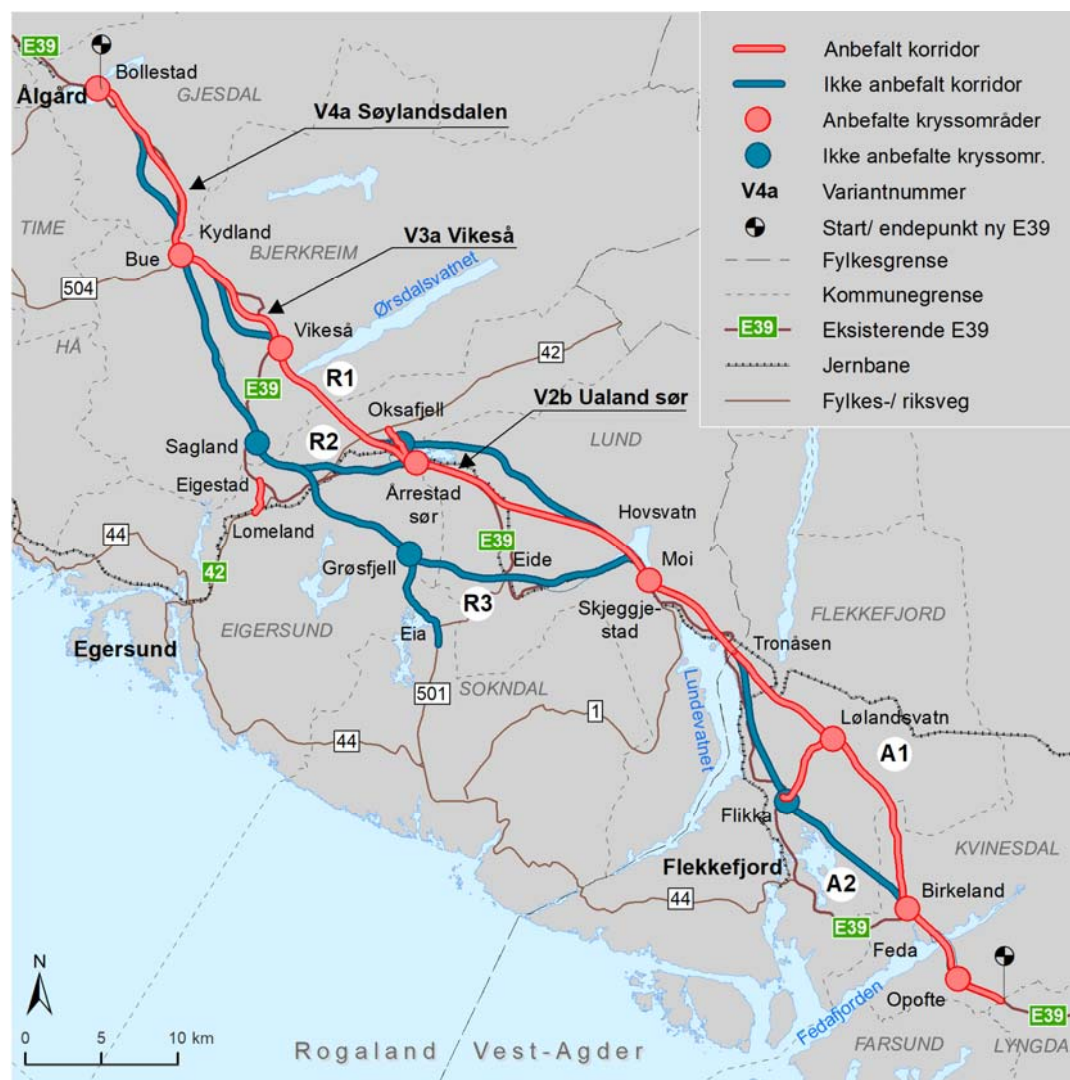 E39
Bollestad
Ålgård
GJESDAL
V4a Søylandsdalen
TIME
Kydland
BJERKREIM
V3a Vikeså
Bue
504
Ørsdalsvatnet
HÅ
Vikeså
R1
42
E39
Oksafjell
V2b Ualand sør
R2
LUND
Sagland
Eigestad
Årrestad
sør
Hovsvatn
Lomeland
44
E39
Eide
Moi
42
Grøsfjell
R3
Skjeggje-
stad
FLEKKEFJORD
EIGERSUND
Eia
Egersund
Tronåsen
501
SOKNDAL
1
Lundevatnet
Lølandsvatn
A1
44
Flikka
KVINESDAL
Flekkefjord
A2
Birkeland
44
E39
Feda
N
Fedafjorden
Opofte
E39
0 5 10 km
Rogaland Vest-Agder
FARSUND
LYNGDA
Anbefalt korridor
Ikke anbefalt korridor
Anbefalte kryssområder
Ikke anbefalte kryssomr.
V4a Variantnummer
Start/ endepunkt ny E39
Fylkesgrense
Kommunegrense
E39 Eksisterende E39
Jernbane
Fylkes-/ riksveg